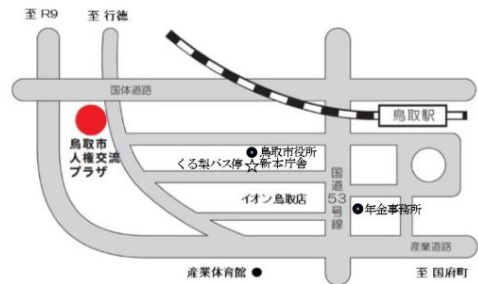 至 R9
至 行徳
国体道路
鳥取駅
鳥取市
人権交流
プラザ
鳥取市役所
くる梨バス停☆新本庁舎
国道53号線
イオン鳥取店
年金事務所
産業道路
産業体育館
至 国府町